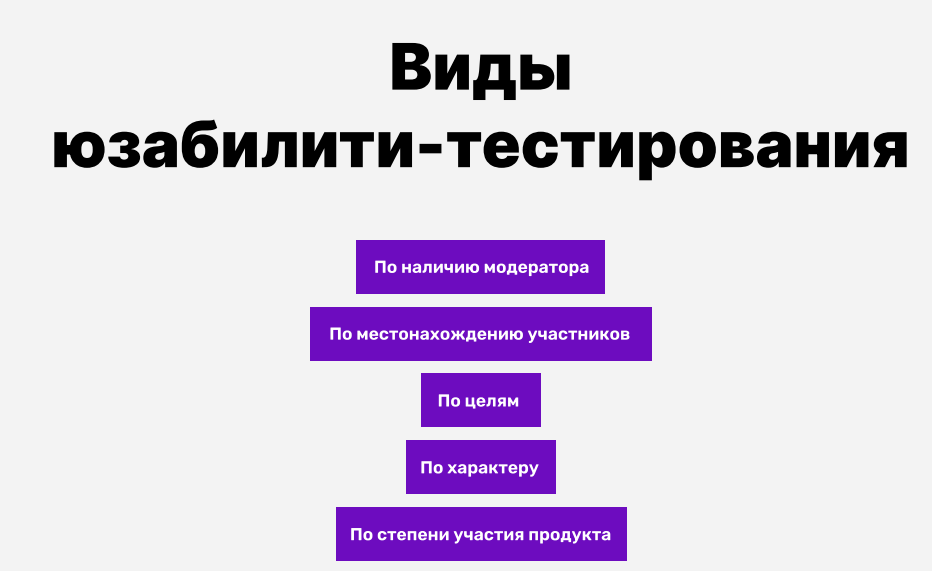 Виды
юзабилити-тестирования
По наличию модератора
По местонахождению участников
По целям
По характеру
По степени участия продукта